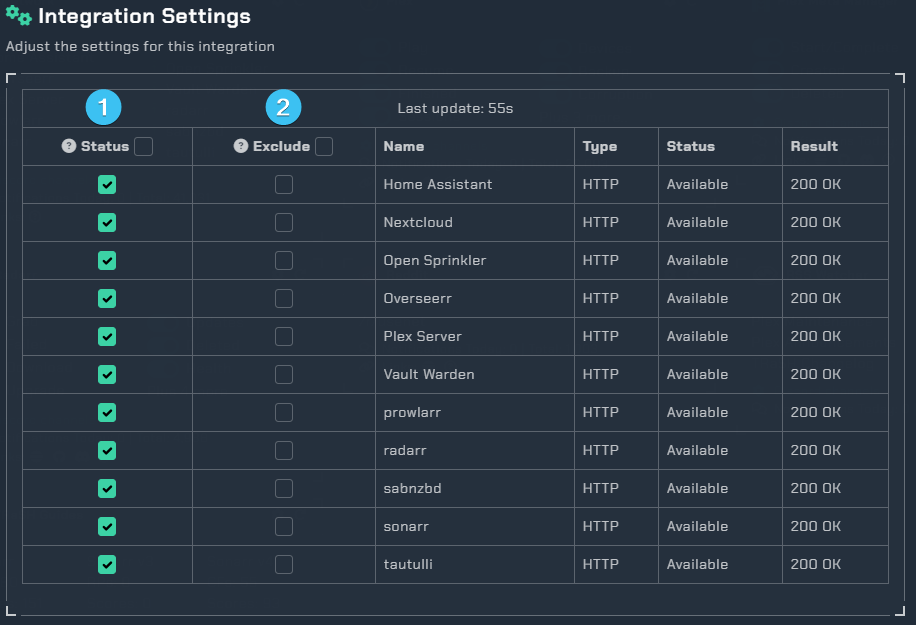 Integration Settings
Adjust the settings for this integration
1 2 Last update: 55s
? Status ? Exclude Name Type Status Result
Home Assistant HTTP Available 200 OK
Nextcloud HTTP Available 200 OK
Open Sprinkler HTTP Available 200 OK
Overseerr HTTP Available 200 OK
Plex Server HTTP Available 200 OK
Vault Warden HTTP Available 200 OK
prowlarr HTTP Available 200 OK
radarr HTTP Available 200 OK
sabnzbd HTTP Available 200 OK
sonarr HTTP Available 200 OK
tautulli HTTP Available 200 OK